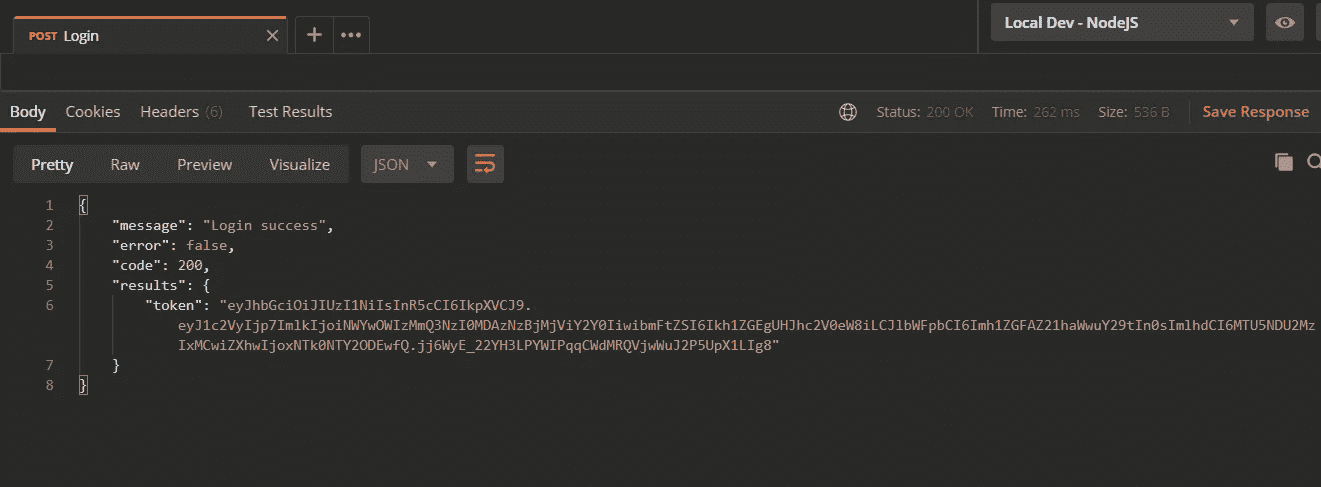 POST Login
Local Dev - NodeJS
Body Cookies Headers (6) Test Results Status: 200 OK Time: 262 ms Size: 536 B Save Response
Pretty Raw Preview Visualize JSON
1 {
2 "message": "Login success",
3 "error": false,
4 "code": 200,
5 "results": {
6 "token": "eyJhbGciOiJIUzI1NiIsInR5cCI6IkpXVCJ9.
eyJ1c2VyIjp7ImlkIjoiNWYwOWIzMmQ3NzI0MDAzNzBjMjViY2Y0IiwibmFtZSI6Ikh1ZGEgUHJhc2V0eW8iLCJlbWFpbCI6Imh1ZGFAZ21haWwuY29tIn0sImlhdCI6MTU5NDU2Mz
IxMCwiZXhwIjoxNTk0NTY2ODEwfQ.jj6WyE_22YH3LPYWIPqqCWdMRQVjwWuJ2P5UpX1LIg8"
7 }
8 }